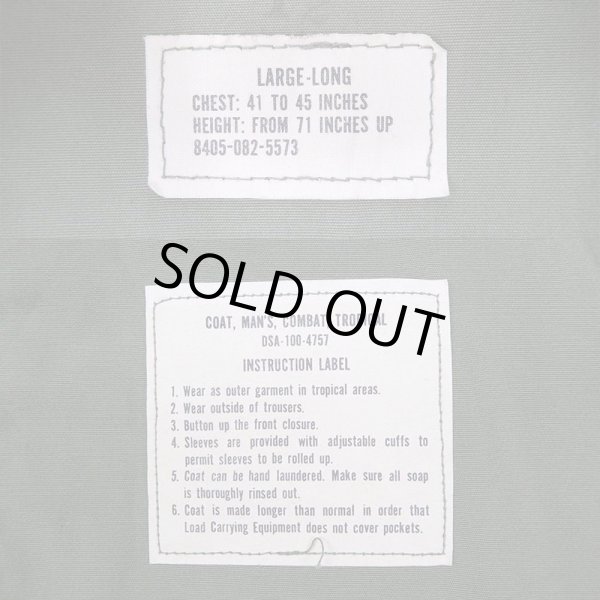 LARGE-LONG
CHEST: 41 TO 45 INCHES
HEIGHT: FROM 71 INCHES UP
8405-082-5573
SOLD OUT
COAT, MAN'S, COMBAT TROPICAL
DSA-100-4757
INSTRUCTION LABEL
1. Wear as outer garment in tropical areas.
2. Wear outside of trousers.
3. Button up the front closure.
4. Sleeves are provided with adjustable cuffs to
permit sleeves to be rolled up.
5. Coat can be hand laundered. Make sure all soap
is thoroughly rinsed out.
6. Coat is made longer than normal in order that
Load Carrying Equipment does not cover pockets.